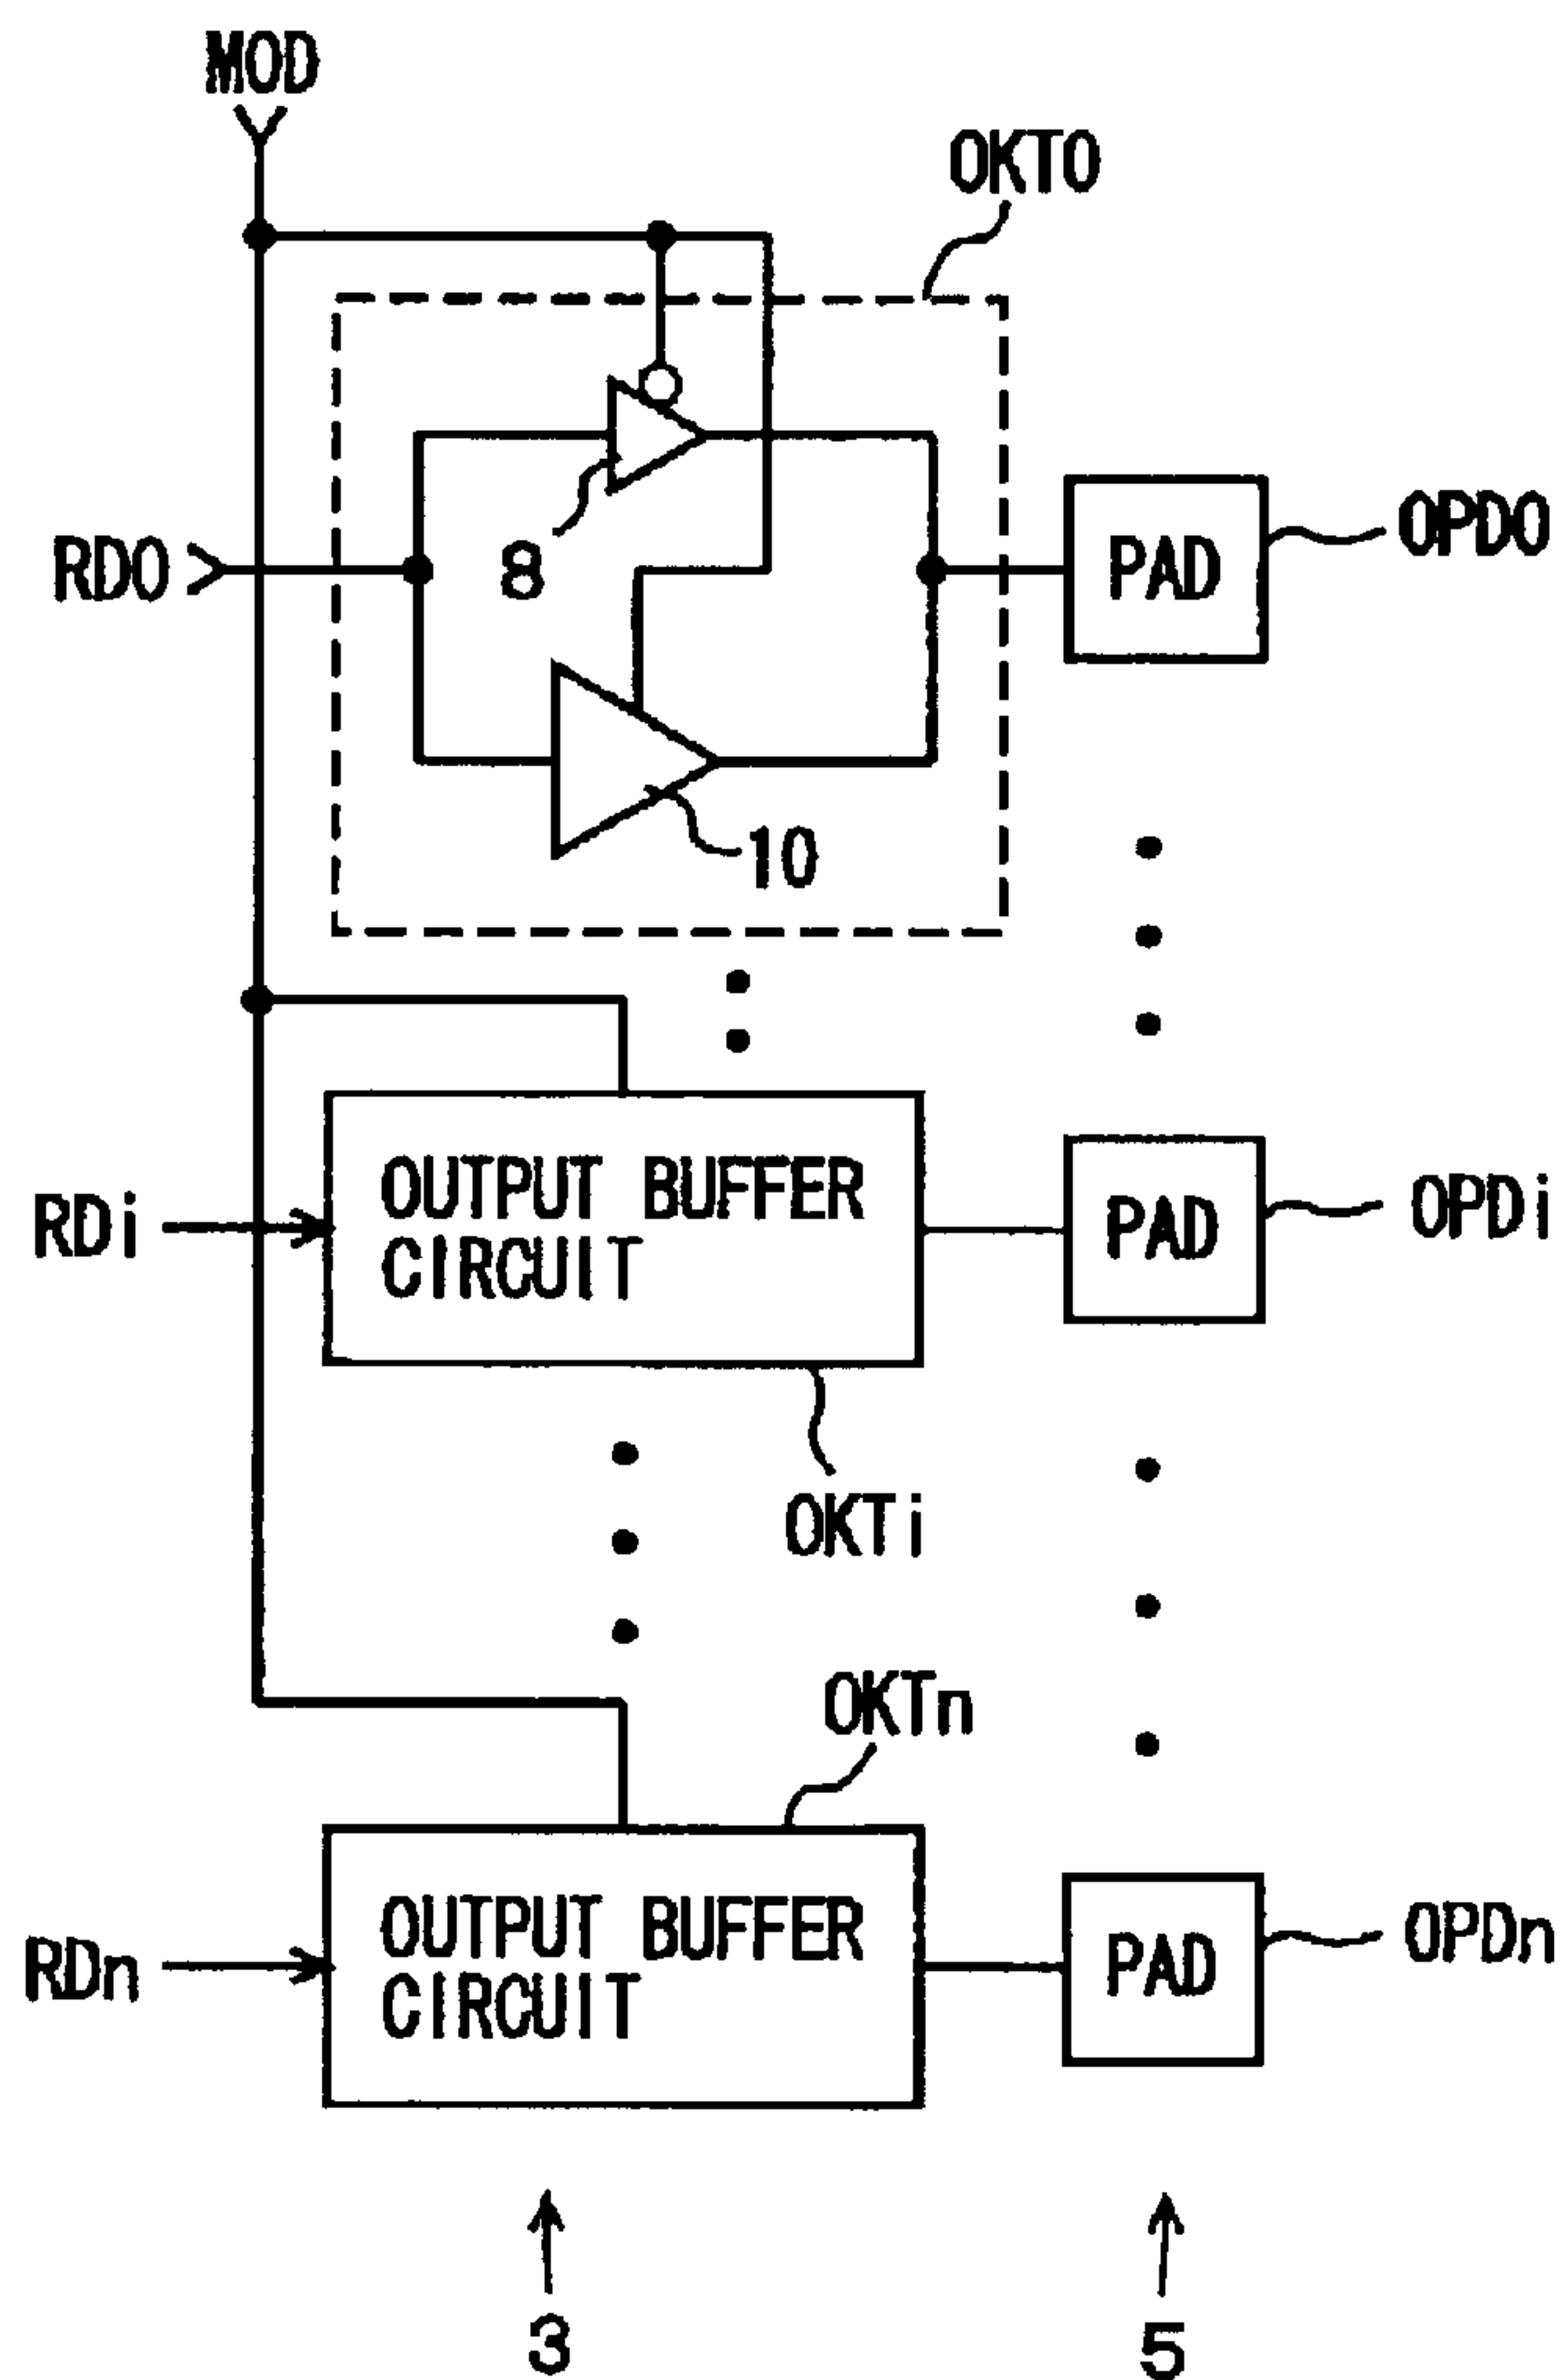 MOD
OKT0
RD0
8
PAD
OPD0
10
RDi
OUTPUT BUFFER
CIRCUIT
PAD
OPDi
OKTi
OKTn
RDn
OUTPUT BUFFER
CIRCUIT
PAD
OPDn
3
5